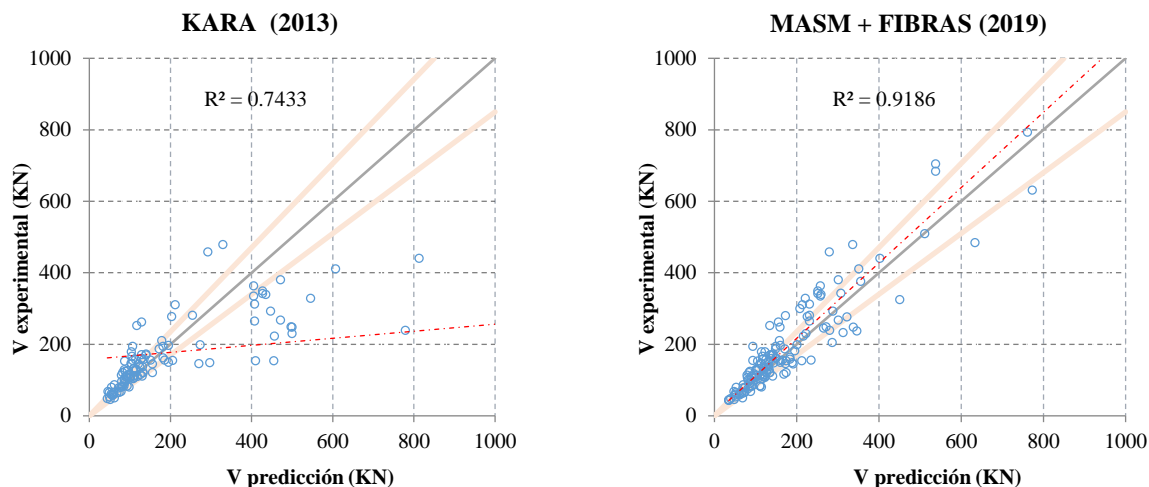 KARA (2013)
R² = 0.7433
1000
800
600
400
200
0
0 200 400 600 800 1000
V experimental (KN)
V predicción (KN)
MASM + FIBRAS (2019)
R² = 0.9186
1000
800
600
400
200
0
0 200 400 600 800 1000
V experimental (KN)
V predicción (KN)